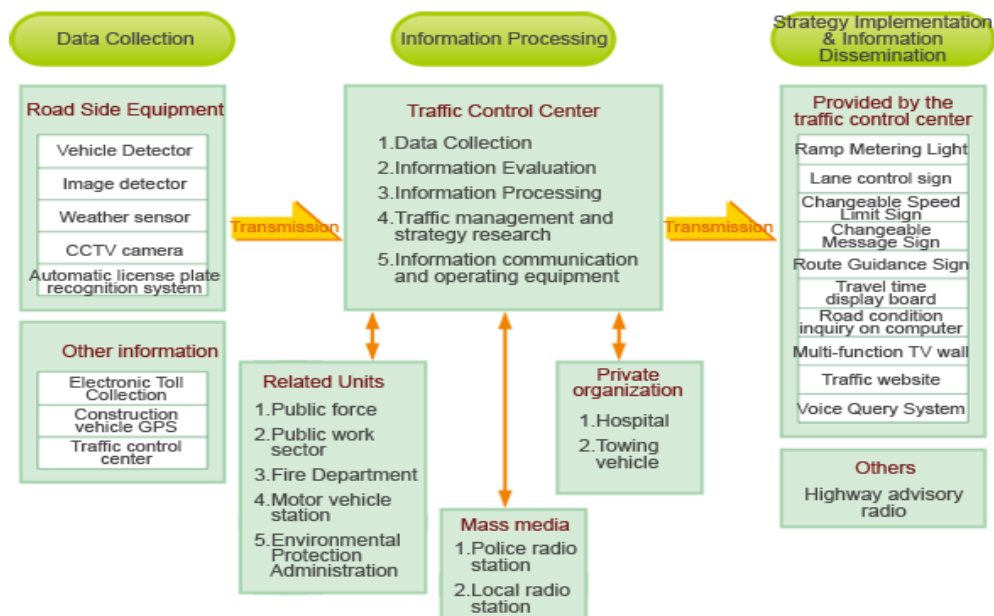 Data Collection
Road Side Equipment
Vehicle Detector
Image detector
Weather sensor
CCTV camera
Automatic license plate
recognition system
Other information
Electronic Toll
Collection
Construction
vehicle GPS
Traffic control
center
Transmission
Information Processing
Traffic Control Center
1.Data Collection
2.Information Evaluation
3.Information Processing
4.Traffic management and
strategy research
5.Information communication
and operating equipment
Related Units
1.Public force
2.Public work
sector
3.Fire Department
4.Motor vehicle
station
5.Environmental
Protection
Administration
Mass media
1.Police radio
station
2.Local radio
station
Private
organization
1.Hospital
2.Towing
vehicle
Transmission
Strategy Implementation
& Information
Dissemination
Provided by the
traffic control center
Ramp Metering Light
Lane control sign
Changeable Speed
Limit Sign
Changeable
Message Sign
Route Guidance Sign
Travel time
display board
Road condition
inquiry on computer
Multi-function TV wall
Traffic website
Voice Query System
Others
Highway advisory
radio